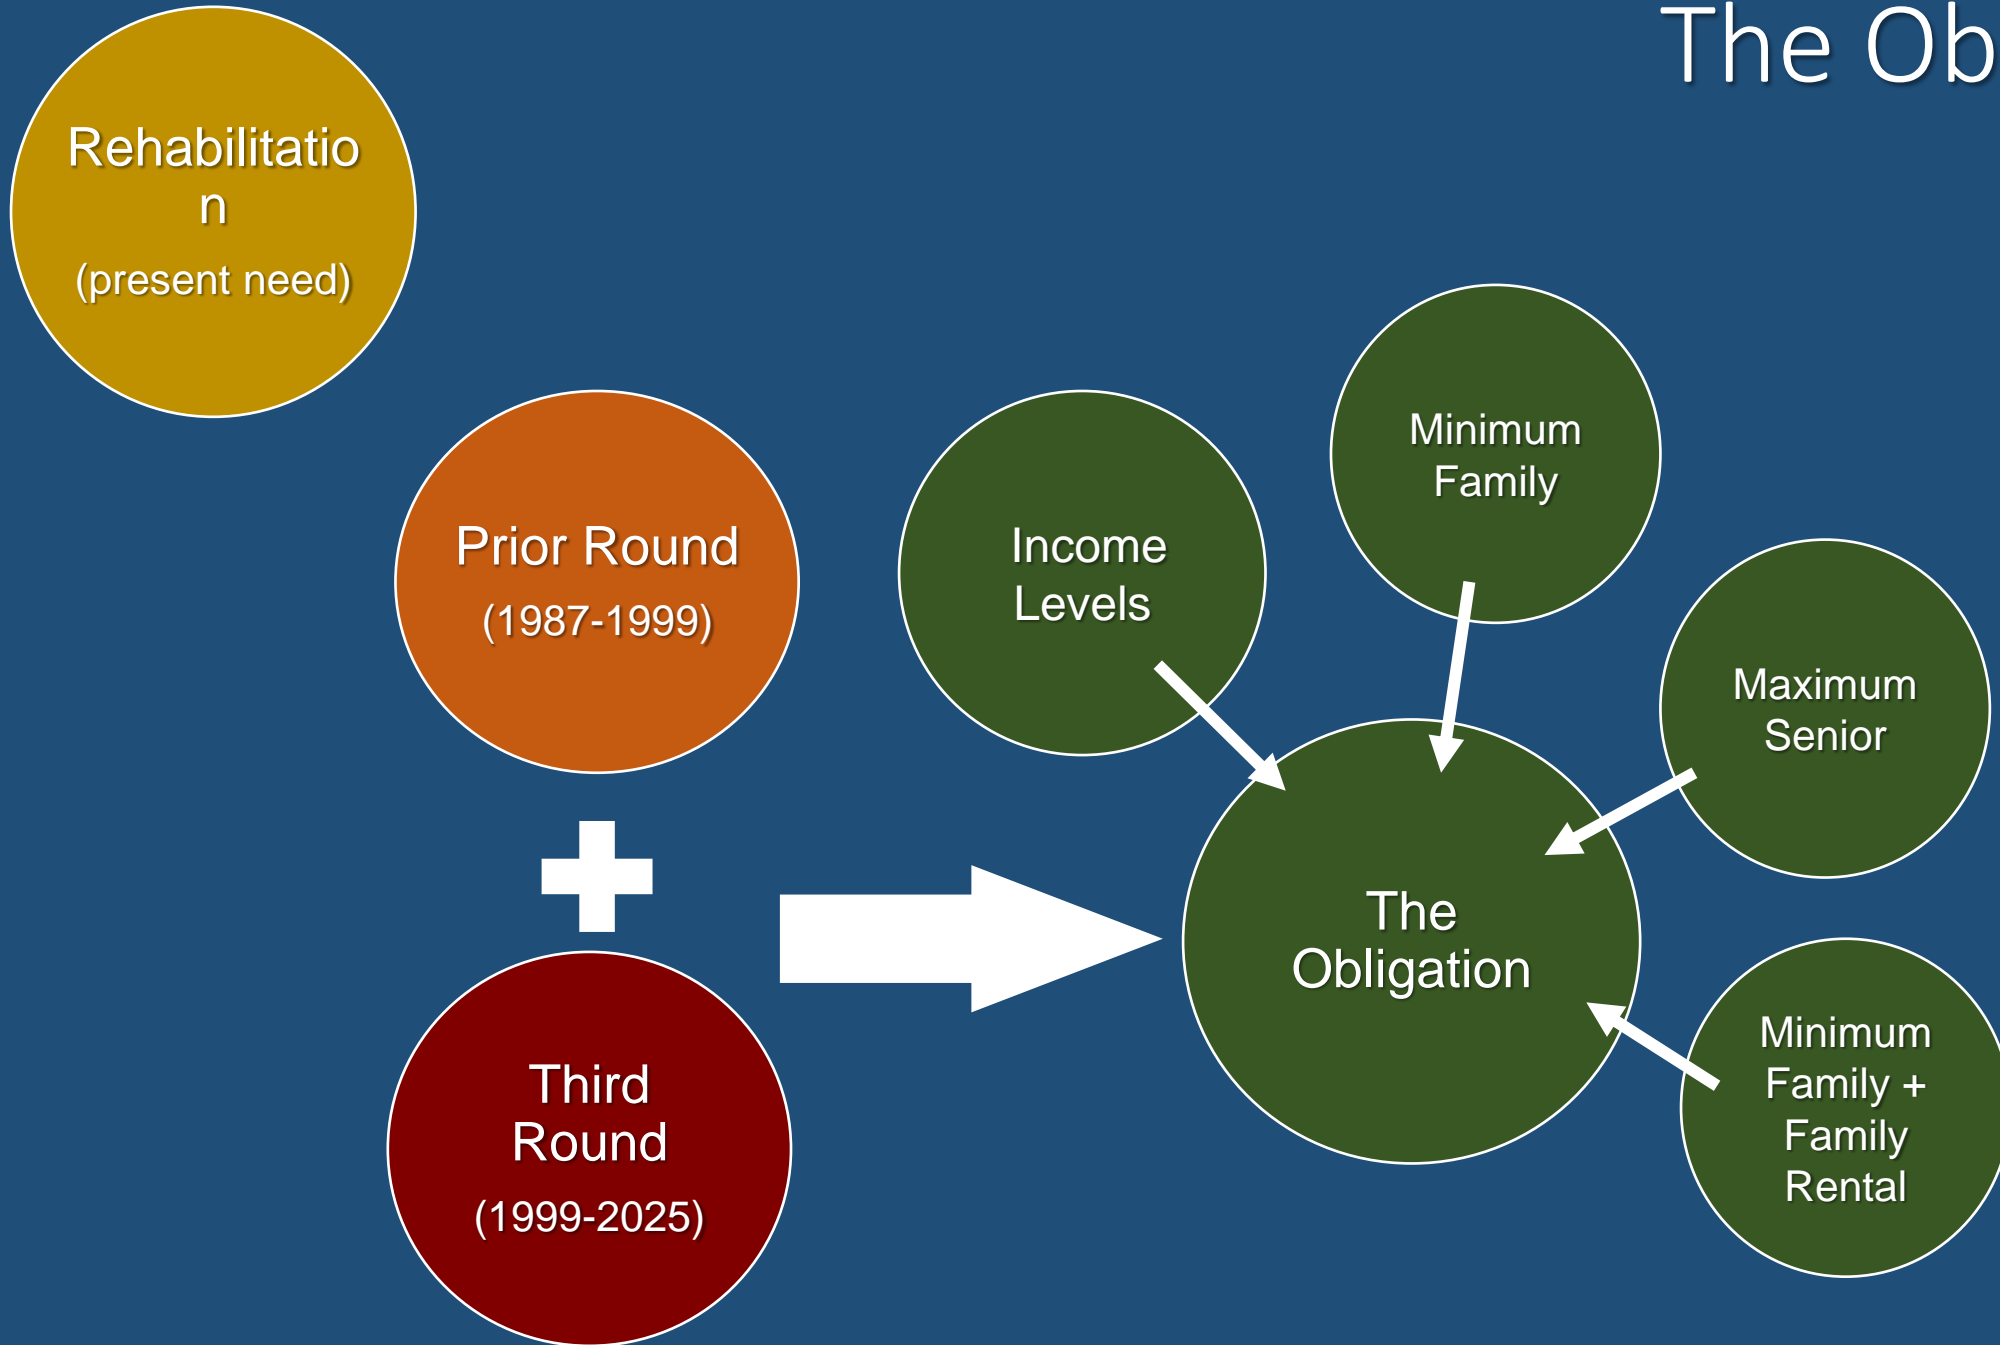 The Ob
Rehabilitatio
n
(present need)
Prior Round
(1987-1999)
Third
Round
(1999-2025)
Income
Levels
Minimum
Family
Maximum
Senior
The
Obligation
Minimum
Family +
Family
Rental